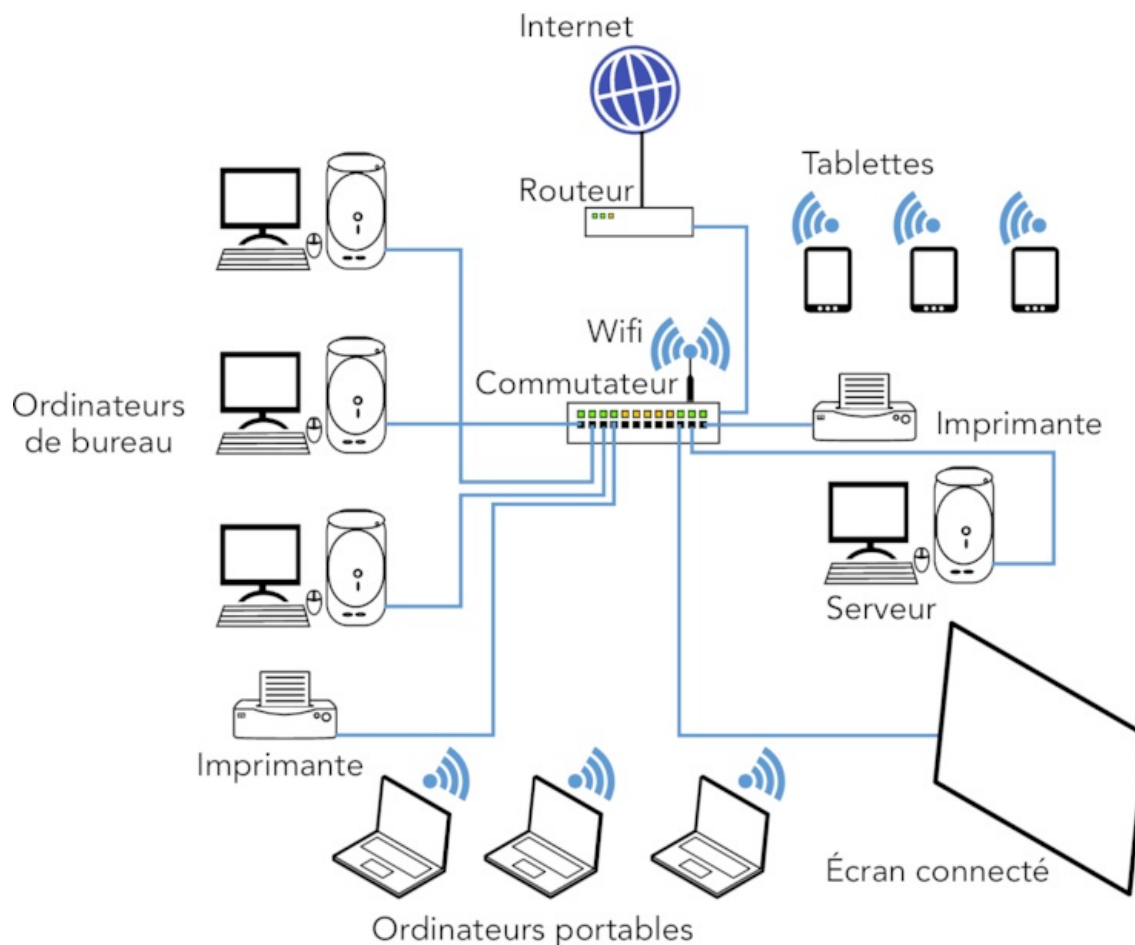 Internet
Tablettes
Routeur
Wifi
Commutateur
Ordinateurs
de bureau
Imprimante
Serveur
Imprimante
Écran connecté
Ordinateurs portables